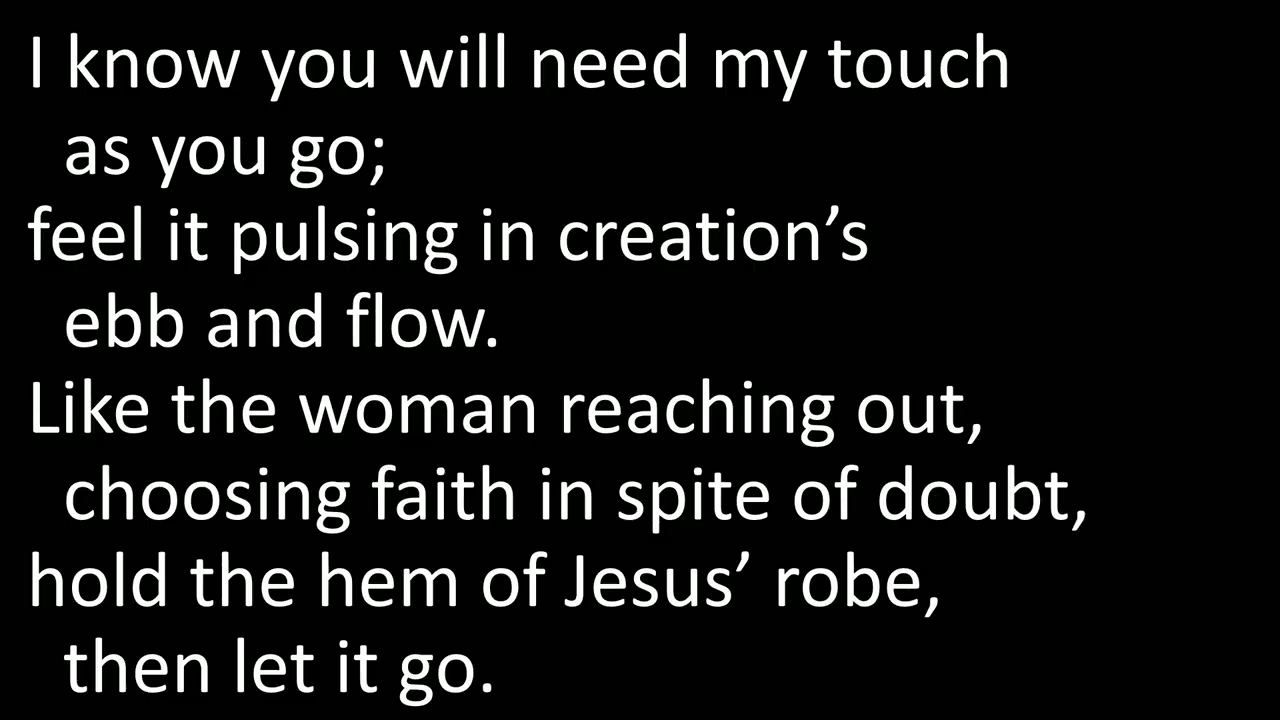 I know you will need my touch
as you go;
feel it pulsing in creation’s
ebb and flow.
Like the woman reaching out,
choosing faith in spite of doubt,
hold the hem of Jesus’ robe,
then let it go.